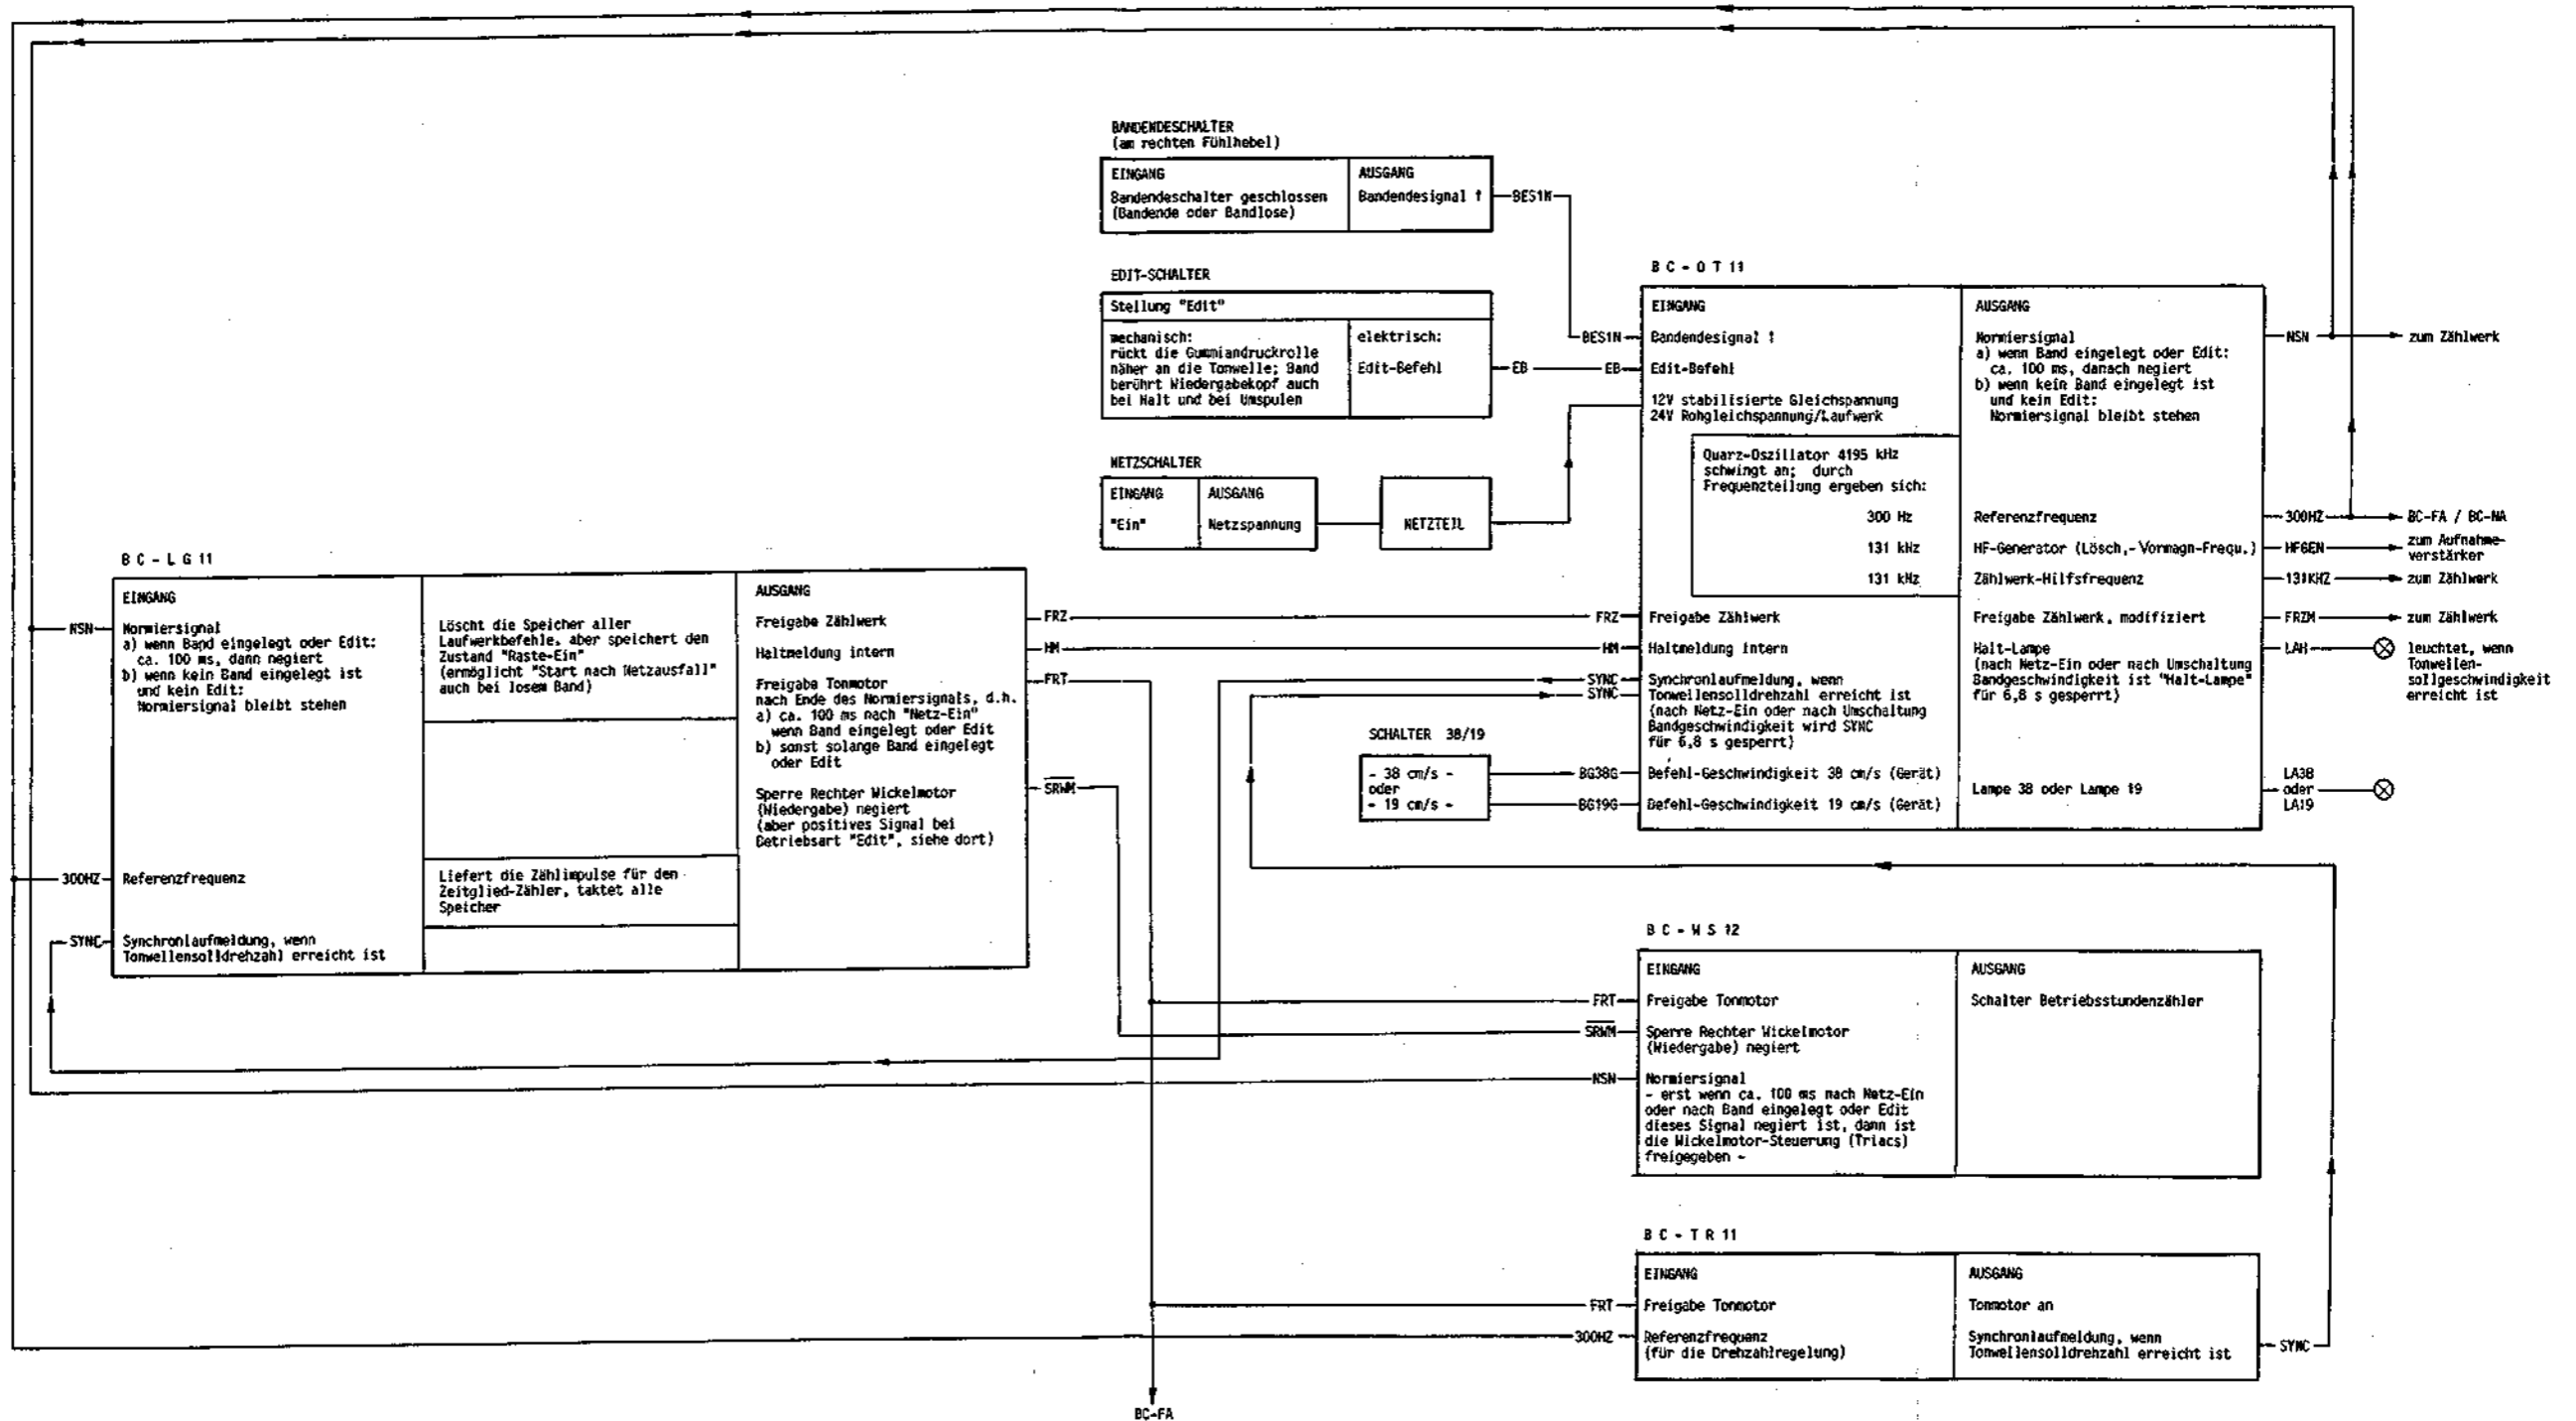 BANDENDESCHALTER
(am rechten Fühlhebel)
EINGANG
Bandendeschalter geschlossen
(Bandende oder Bandlose)
AUSGANG
Bandendesignal ↑
BES1N
EDIT-SCHALTER
Stellung "Edit"
mechanisch:
rückt die Gummiandruckrolle
näher an die Tonwelle; Band
berührt Wiedergabekopf auch
bei Halt und bei Umspulen
elektrisch:
Edit-Befehl
EB
NETZSCHALTER
EINGANG
"Ein"
AUSGANG
Netzspannung
NETZTEIL
BC-OT11
EINGANG
BES1N
Bandendesignal ↑
EB
Edit-Befehl
12V stabilisierte Gleichspannung
24V Rohgleichspannung/Laufwerk
Quarz-Oszillator 4195 kHz
schwingt an; durch
Frequenzteilung ergeben sich:
300 Hz
131 kHz
131 kHz
FRZ
Freigabe Zählwerk
HM
Haltmeldung intern
SYNC
SYNC
Synchronlaufmeldung, wenn
Tonwellensolldrehzahl erreicht ist
(nach Netz-Ein oder nach Umschaltung
Bandgeschwindigkeit wird SYNC
für 6,8 s gesperrt)
BG38G
Befehl-Geschwindigkeit 38 cm/s (Gerät)
BG19G
Befehl-Geschwindigkeit 19 cm/s (Gerät)
AUSGANG
Normiersignal
a) wenn Band eingelegt oder Edit:
ca. 100 ms, danach negiert
b) wenn kein Band eingelegt ist
und kein Edit:
Normiersignal bleibt stehen
Referenzfrequenz
HF-Generator (Lösch,- Vormagn-Frequ.)
Zählwerk-Hilfsfrequenz
Freigabe Zählwerk, modifiziert
Halt-Lampe
(nach Netz-Ein oder nach Umschaltung
Bandgeschwindigkeit ist "Halt-Lampe"
für 6,8 s gesperrt)
Lampe 38 oder Lampe 19
NSN
zum Zählwerk
300HZ
BC-FA / BC-NA
HFGEN
zum Aufnahme-
verstärker
131KHZ
zum Zählwerk
FRZM
zum Zählwerk
LAH
leuchtet, wenn
Tonwellen-
sollgeschwindigkeit
erreicht ist
LA38
oder
LA19
SCHALTER 38/19
- 38 cm/s -
oder
- 19 cm/s -
BC-LG11
EINGANG
NSN
Normiersignal
a) wenn Band eingelegt oder Edit:
ca. 100 ms, dann negiert
b) wenn kein Band eingelegt ist
und kein Edit:
Normiersignal bleibt stehen
300HZ
Referenzfrequenz
SYNC
Synchronlaufmeldung, wenn
Tonwellensolldrehzahl erreicht ist
Löscht die Speicher aller
Laufwerkbefehle, aber speichert den
Zustand "Raste-Ein"
(ermöglicht "Start nach Netzausfall"
auch bei losem Band)
Liefert die Zählimpulse für den
Zeitglied-Zähler, taktet alle
Speicher
AUSGANG
Freigabe Zählwerk
Haltmeldung intern
Freigabe Tonmotor
nach Ende des Normiersignals, d.h.
a) ca. 100 ms nach "Netz-Ein"
wenn Band eingelegt oder Edit
b) sonst solange Band eingelegt
oder Edit
Sperre Rechter Wickelmotor
(Wiedergabe) negiert
(aber positives Signal bei
Betriebsart "Edit", siehe dort)
FRZ
HM
FRT
SRWM
BC-WS12
EINGANG
FRT
Freigabe Tonmotor
SRWM
Sperre Rechter Wickelmotor
(Wiedergabe) negiert
NSN
Normiersignal
- erst wenn ca. 100 ms nach Netz-Ein
oder nach Band eingelegt oder Edit
dieses Signal negiert ist, dann ist
die Wickelmotor-Steuerung (Triacs)
freigegeben -
AUSGANG
Schalter Betriebsstundenzähler
BC-TR11
EINGANG
FRT
Freigabe Tonmotor
300HZ
Referenzfrequenz
(für die Drehzahlregelung)
AUSGANG
Tonmotor an
Synchronlaufmeldung, wenn
Tonwellensolldrehzahl erreicht ist
SYNC
BC-FA